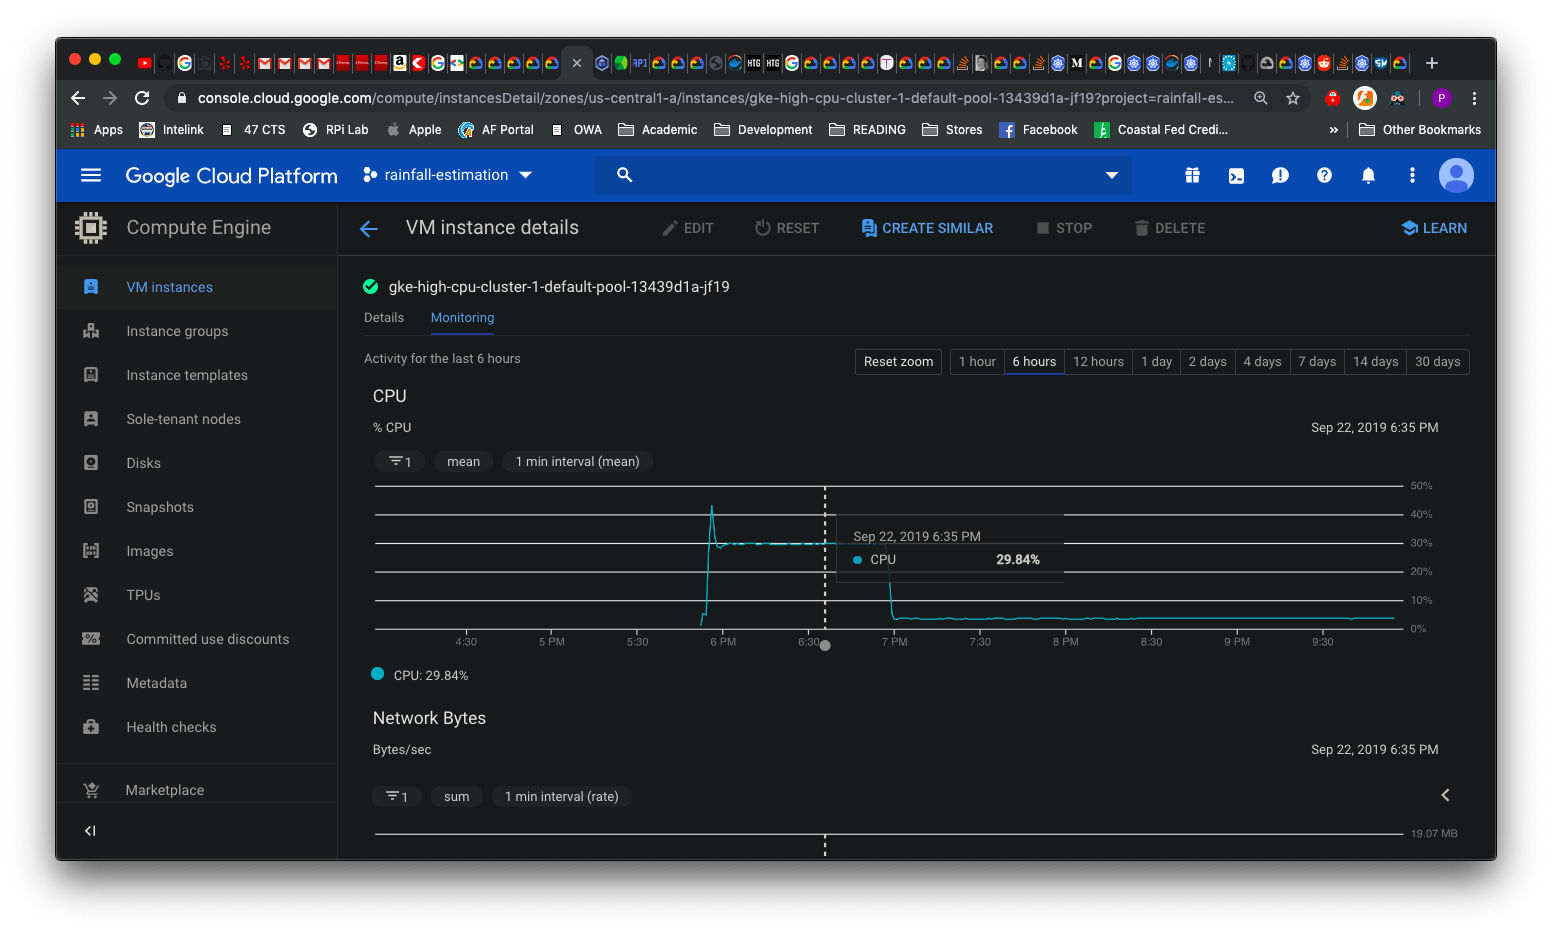 console.cloud.google.com/compute/instancesDetail/zones/us-central1-a/instances/gke-high-cpu-cluster-1-default-pool-13439d1a-jf19?project=rainfall-es...
P
Apps Intelink 47 CTS RPi Lab Apple AF Portal OWA Academic Development READING Stores Facebook Coastal Fed Credi... » Other Bookmarks
Google Cloud Platform rainfall-estimation
Compute Engine
VM instance details EDIT RESET CREATE SIMILAR STOP DELETE LEARN
VM instances
Instance groups
Instance templates
Sole-tenant nodes
Disks
Snapshots
Images
TPUs
Committed use discounts
Metadata
Health checks
Marketplace
gke-high-cpu-cluster-1-default-pool-13439d1a-jf19
Details Monitoring
Activity for the last 6 hours
Reset zoom 1 hour 6 hours 12 hours 1 day 2 days 4 days 7 days 14 days 30 days
CPU
% CPU Sep 22, 2019 6:35 PM
1 mean 1 min interval (mean)
50%
40%
30%
20%
10%
0%
Sep 22, 2019 6:35 PM
CPU 29.84%
4:30 5 PM 5:30 6 PM 6:30 7 PM 7:30 8 PM 8:30 9 PM 9:30
CPU: 29.84%
Network Bytes
Bytes/sec Sep 22, 2019 6:35 PM
1 sum 1 min interval (rate)
19.07 MB